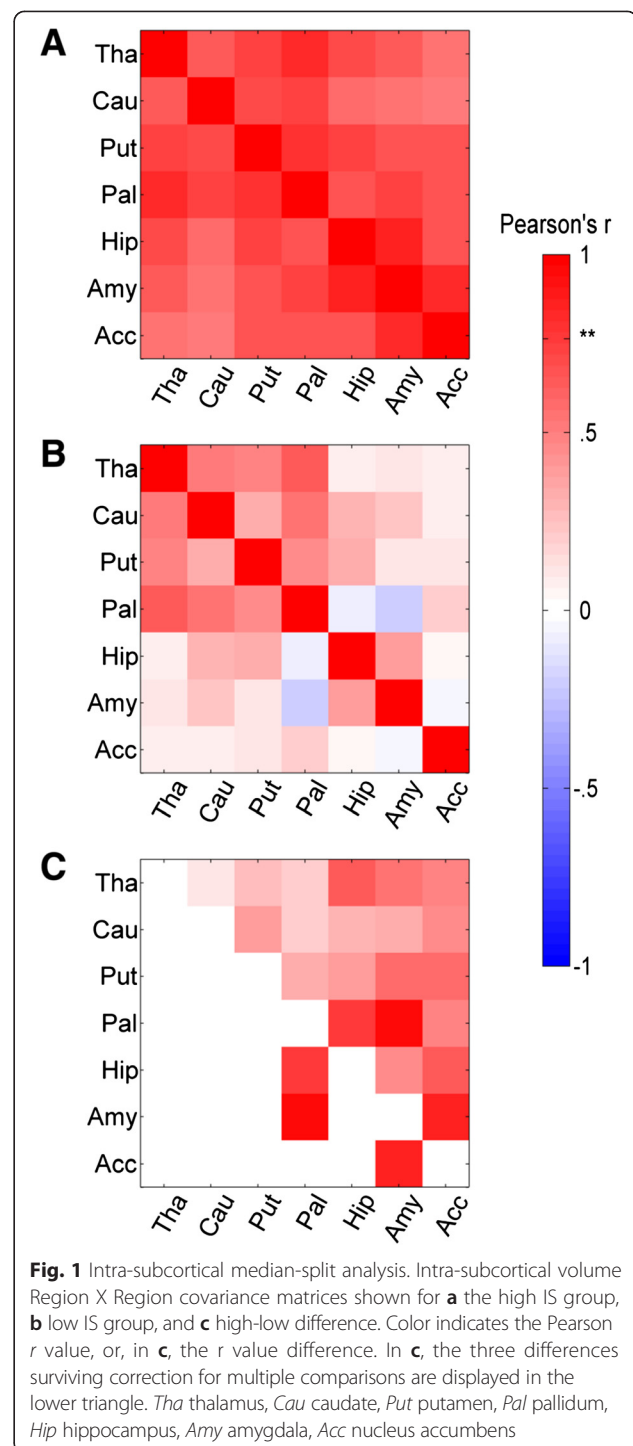 A
Tha
Cau
Put
Pal
Hip
Amy
Acc
Tha Cau Put Pal Hip Amy Acc
Pearson's r
1
**
.5
0
-.5
-1
B
Tha
Cau
Put
Pal
Hip
Amy
Acc
Tha Cau Put Pal Hip Amy Acc
C
Tha
Cau
Put
Pal
Hip
Amy
Acc
Tha Cau Put Pal Hip Amy Acc
Fig. 1 Intra-subcortical median-split analysis. Intra-subcortical volume
Region X Region covariance matrices shown for a the high IS group,
b low IS group, and c high-low difference. Color indicates the Pearson
r value, or, in c, the r value difference. In c, the three differences
surviving correction for multiple comparisons are displayed in the
lower triangle. Tha thalamus, Cau caudate, Put putamen, Pal pallidum,
Hip hippocampus, Amy amygdala, Acc nucleus accumbens